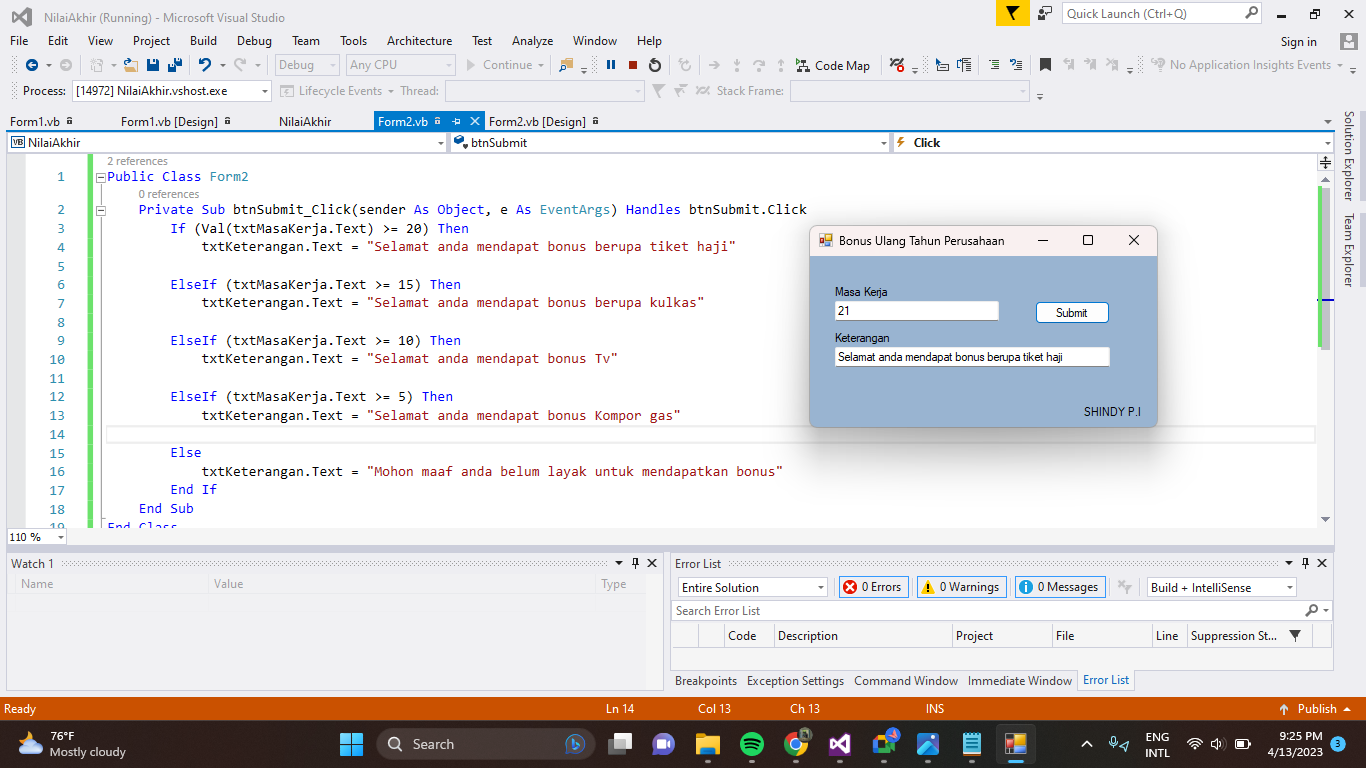 NilaiAkhir (Running) - Microsoft Visual Studio
Quick Launch (Ctrl+Q)
File Edit View Project Build Debug Team Tools Architecture Test Analyze Window Help
Sign in
Debug Any CPU Continue Code Map No Application Insights Events
Process: [14972] NilaiAkhir.vshost.exe Lifecycle Events Thread: Stack Frame:
Form1.vb Form1.vb [Design] NilaiAkhir Form2.vb Form2.vb [Design]
VB NilaiAkhir btnSubmit Click
Solution Explorer
Team Explorer
2 references
1 Public Class Form2
0 references
2 Private Sub btnSubmit_Click(sender As Object, e As EventArgs) Handles btnSubmit.Click
3 If (Val(txtMasaKerja.Text) >= 20) Then
4 txtKeterangan.Text = "Selamat anda mendapat bonus berupa tiket haji"
5
6 ElseIf (txtMasaKerja.Text >= 15) Then
7 txtKeterangan.Text = "Selamat anda mendapat bonus berupa kulkas"
8
9 ElseIf (txtMasaKerja.Text >= 10) Then
10 txtKeterangan.Text = "Selamat anda mendapat bonus Tv"
11
12 ElseIf (txtMasaKerja.Text >= 5) Then
13 txtKeterangan.Text = "Selamat anda mendapat bonus Kompor gas"
14
15 Else
16 txtKeterangan.Text = "Mohon maaf anda belum layak untuk mendapatkan bonus"
17 End If
18 End Sub
19 End Class
110 %
Bonus Ulang Tahun Perusahaan
Masa Kerja
21
Submit
Keterangan
Selamat anda mendapat bonus berupa tiket haji
SHINDY P.I
Watch 1
Name Value Type
Error List
Entire Solution 0 Errors 0 Warnings 0 Messages Build + IntelliSense
Search Error List
Code Description Project File Line Suppression St...
Breakpoints Exception Settings Command Window Immediate Window Error List
Ready Ln 14 Col 13 Ch 13 INS Publish
76°F
Mostly cloudy
Search
ENG
INTL
9:25 PM
4/13/2023
3